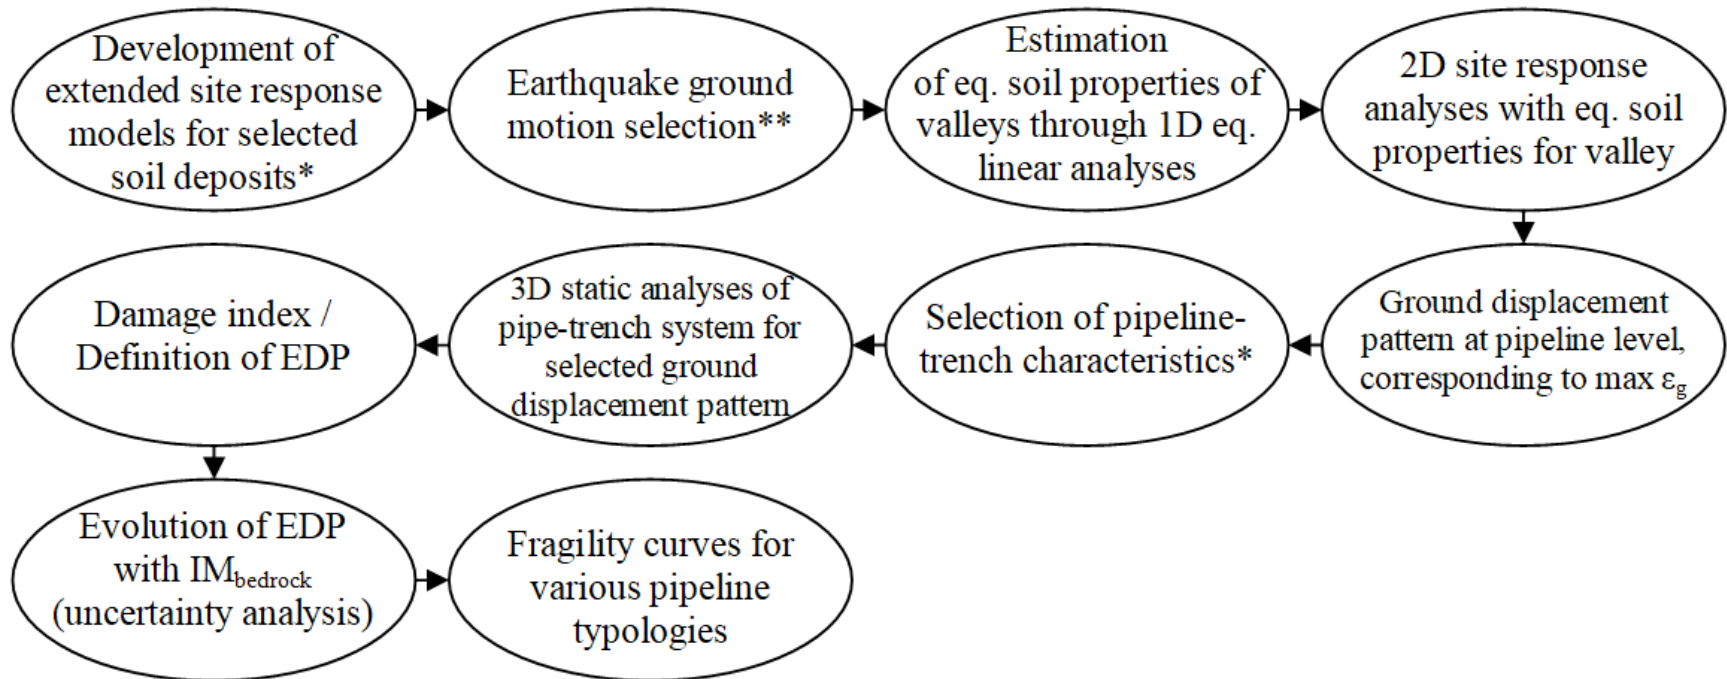 Development of
extended site response
models for selected
soil deposits*
Earthquake ground
motion selection**
Estimation
of eq. soil properties of
valleys through 1D eq.
linear analyses
2D site response
analyses with eq. soil
properties for valley
Ground displacement
pattern at pipeline level,
corresponding to max εg
Selection of pipeline-
trench characteristics*
3D static analyses of
pipe-trench system for
selected ground
displacement pattern
Damage index /
Definition of EDP
Evolution of EDP
with IMbedrock
(uncertainty analysis)
Fragility curves for
various pipeline
typologies